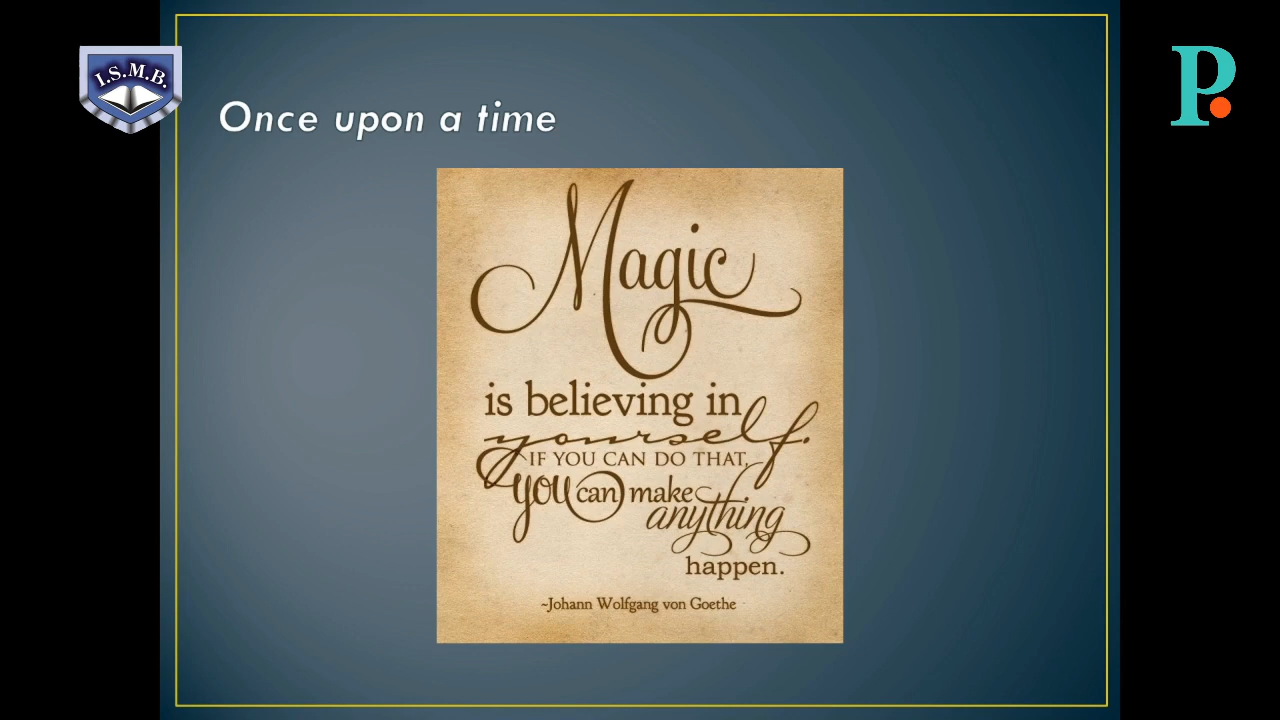 I.S.M.B.
P.
Once upon a time
Magic
is believing in
yourself.
IF YOU CAN DO THAT,
you can make
anything
happen.
~Johann Wolfgang von Goethe